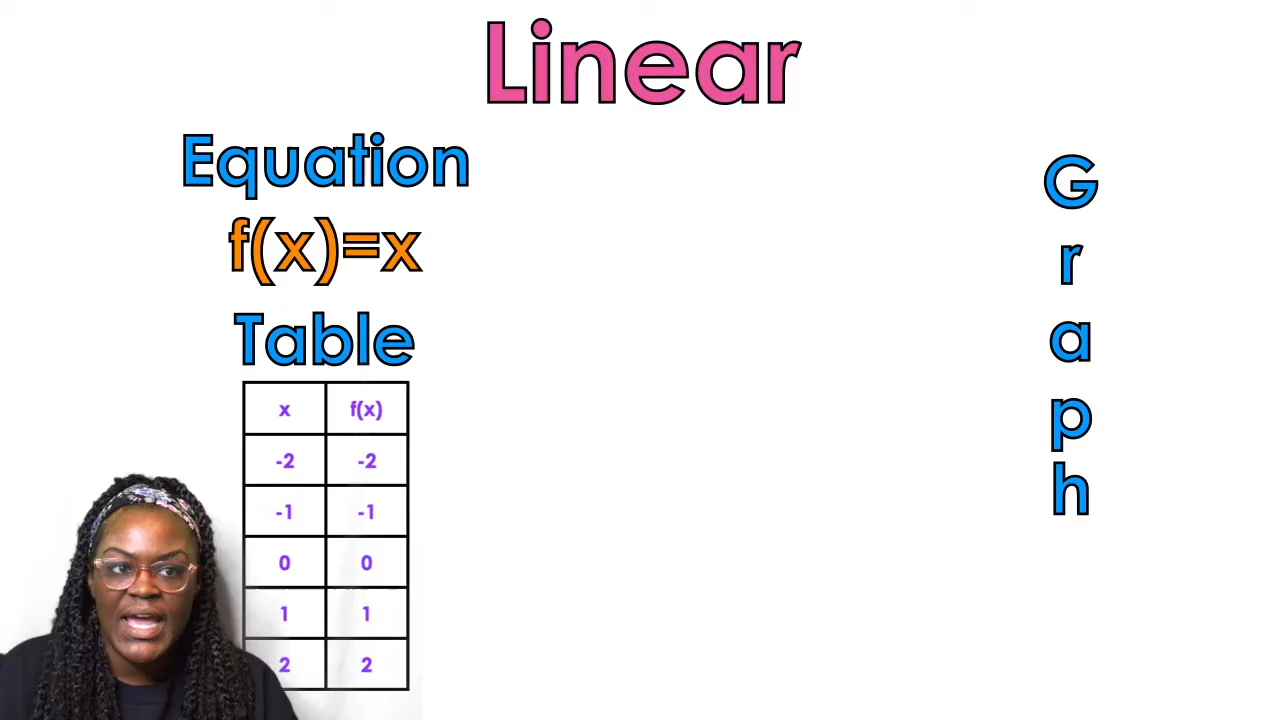 Linear
Equation
f(x)=x
Table
x f(x)
-2 -2
-1 -1
0 0
1 1
2 2
G
r
a
p
h